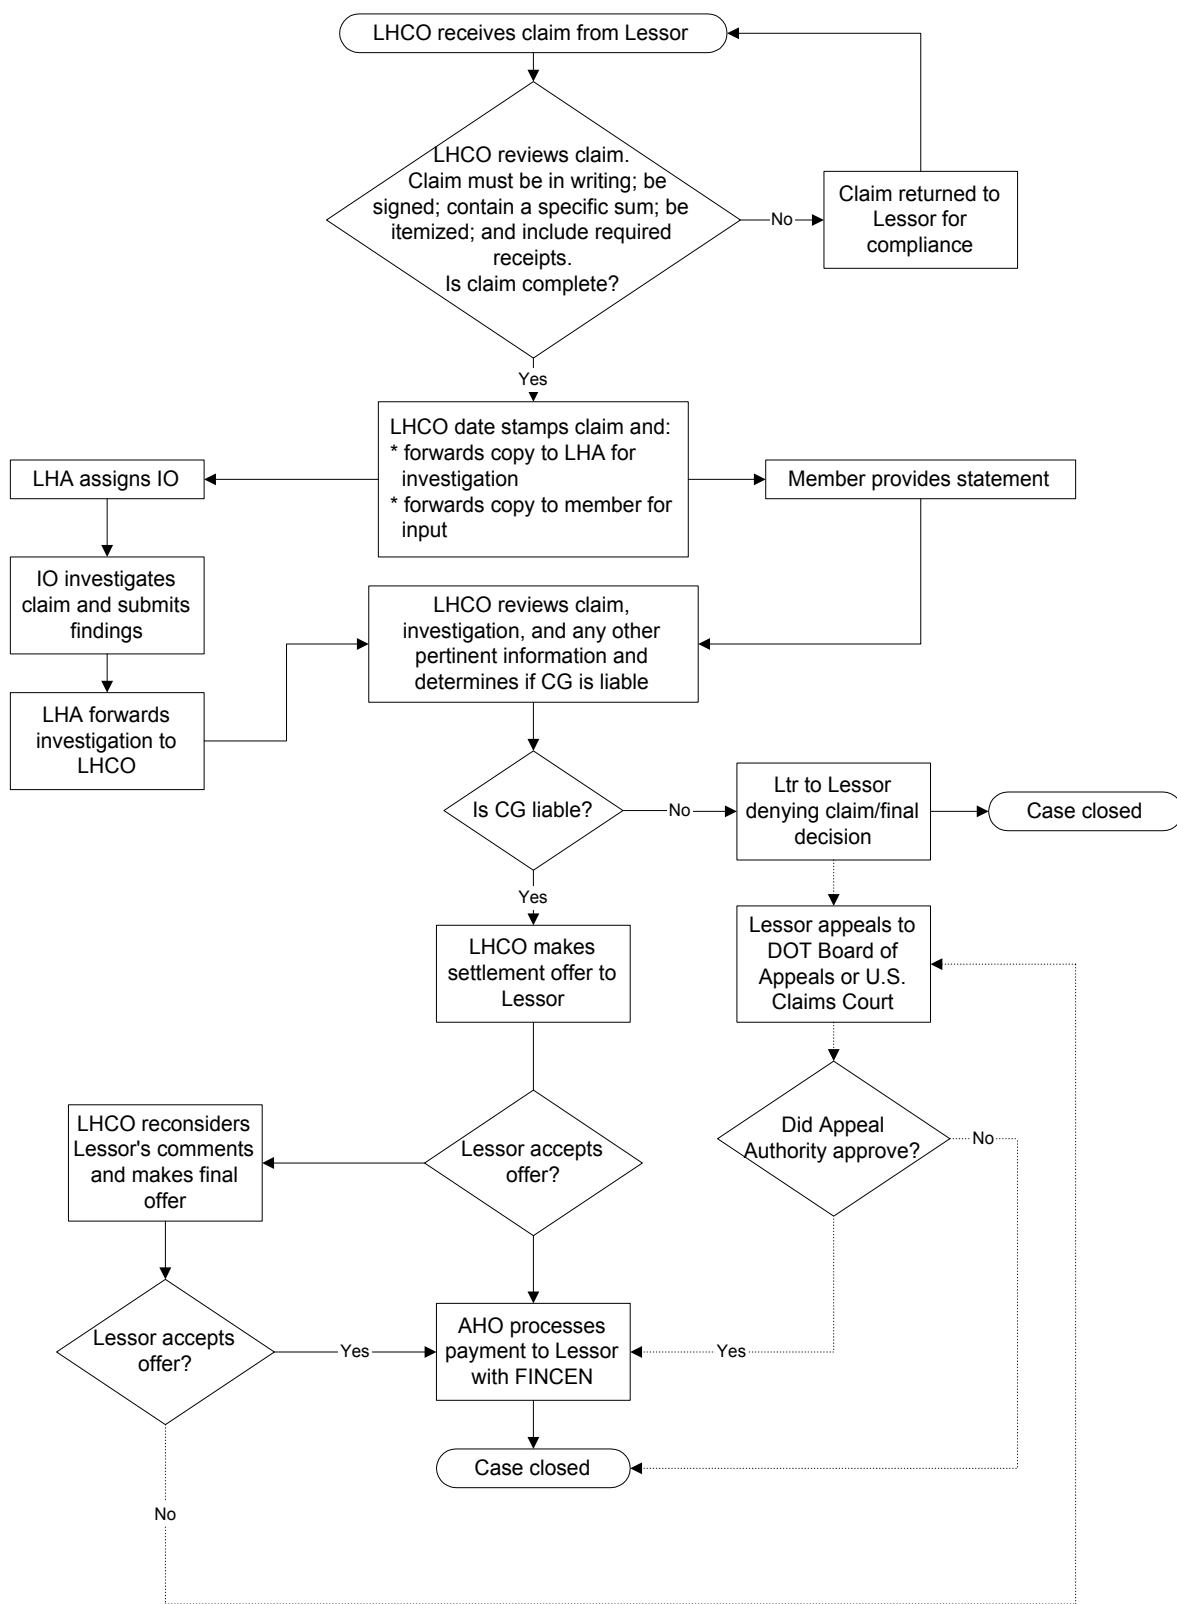 LHCO receives claim from Lessor
LHCO reviews claim.
Claim must be in writing; be
signed; contain a specific sum; be
itemized; and include required
receipts.
Is claim complete?
No
Claim returned to
Lessor for
compliance
Yes
LHCO date stamps claim and:
* forwards copy to LHA for
investigation
* forwards copy to member for
input
LHA assigns IO
Member provides statement
IO investigates
claim and submits
findings
LHCO reviews claim,
investigation, and any other
pertinent information and
determines if CG is liable
LHA forwards
investigation to
LHCO
Is CG liable?
No
Ltr to Lessor
denying claim/final
decision
Case closed
Yes
LHCO makes
settlement offer to
Lessor
Lessor appeals to
DOT Board of
Appeals or U.S.
Claims Court
LHCO reconsiders
Lessor's comments
and makes final
offer
Lessor accepts
offer?
Did Appeal
Authority approve?
No
Lessor accepts
offer?
Yes
AHO processes
payment to Lessor
with FINCEN
Yes
Case closed
No